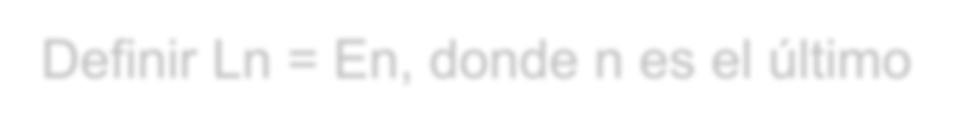 Definir Ln = En, donde n es el último